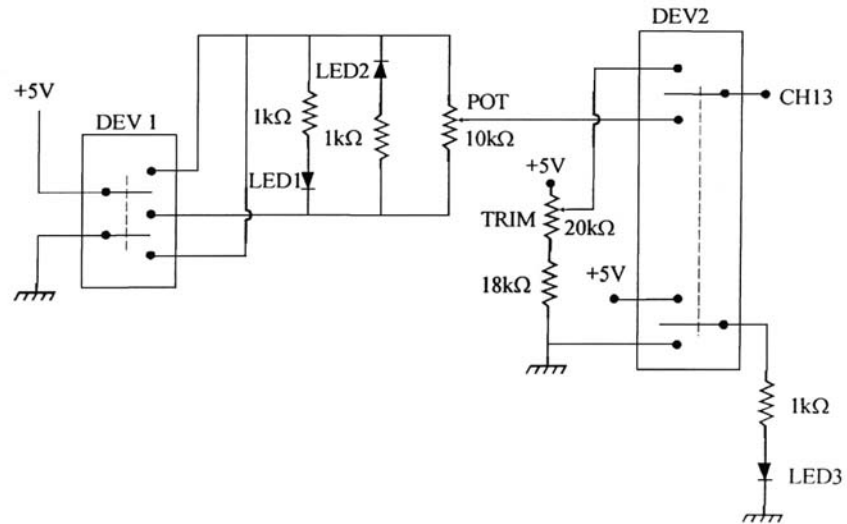 DEV2
+5V
DEV 1
LED2
1kΩ
1kΩ
LED1
POT
10kΩ
CH13
+5V
TRIM
20kΩ
18kΩ
+5V
1kΩ
LED3